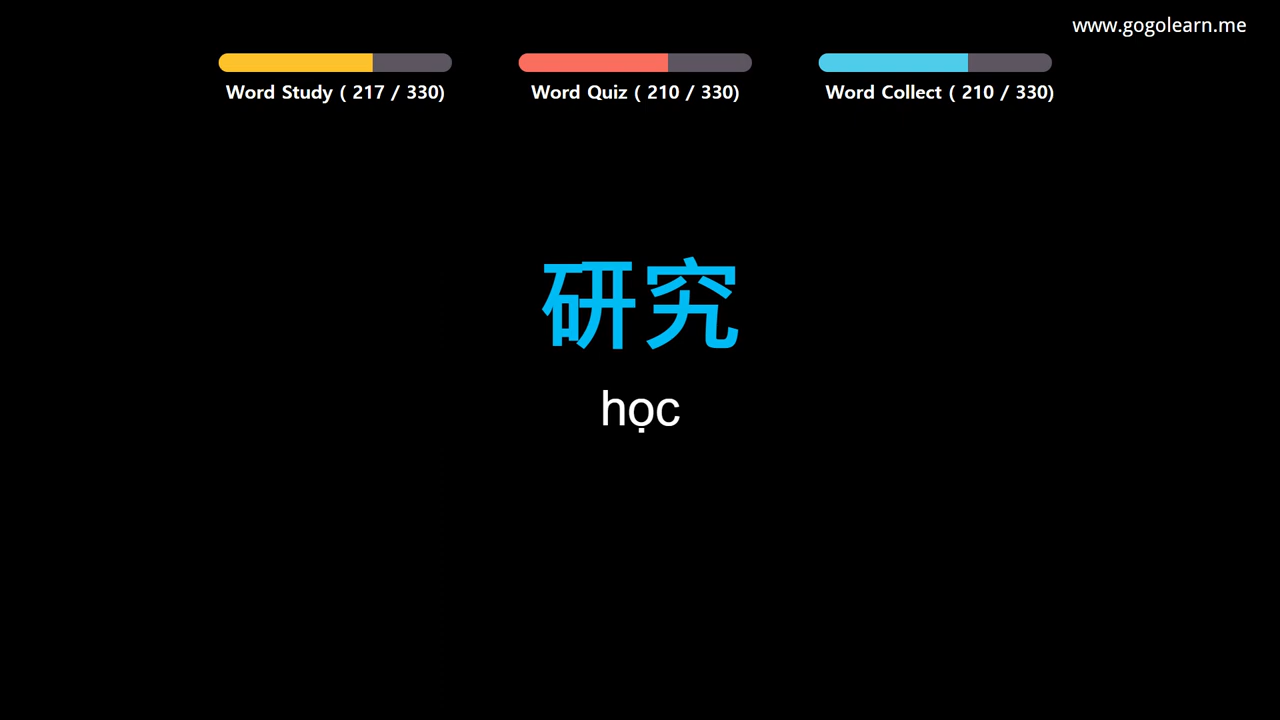 www.gogolearn.me
Word Study ( 217 / 330)
Word Quiz ( 210 / 330)
Word Collect ( 210 / 330)
研究
học